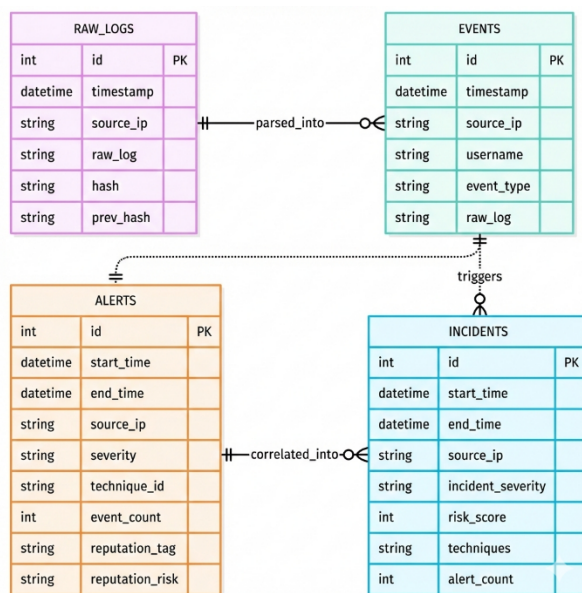 RAW_LOGS
int id PK
datetime timestamp
string source_ip
string raw_log
string hash
string prev_hash
parsed_into
EVENTS
int id PK
datetime timestamp
string source_ip
string username
string event_type
string raw_log
triggers
ALERTS
int id PK
datetime start_time
datetime end_time
string source_ip
string severity
string technique_id
int event_count
string reputation_tag
string reputation_risk
correlated_into
INCIDENTS
int id PK
datetime start_time
datetime end_time
string source_ip
string incident_severity
int risk_score
string techniques
int alert_count